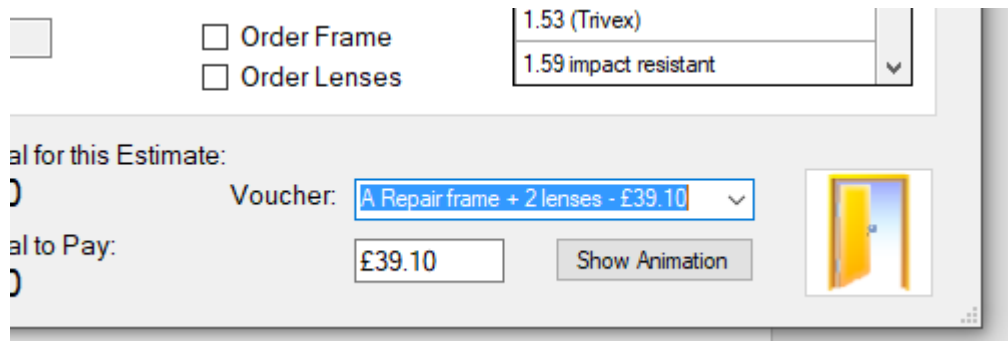 1.53 (Trivex)
Order Frame
1.59 impact resistant
Order Lenses
al for this Estimate:
Voucher: A Repair frame + 2 lenses - £39.10
al to Pay:
£39.10 Show Animation